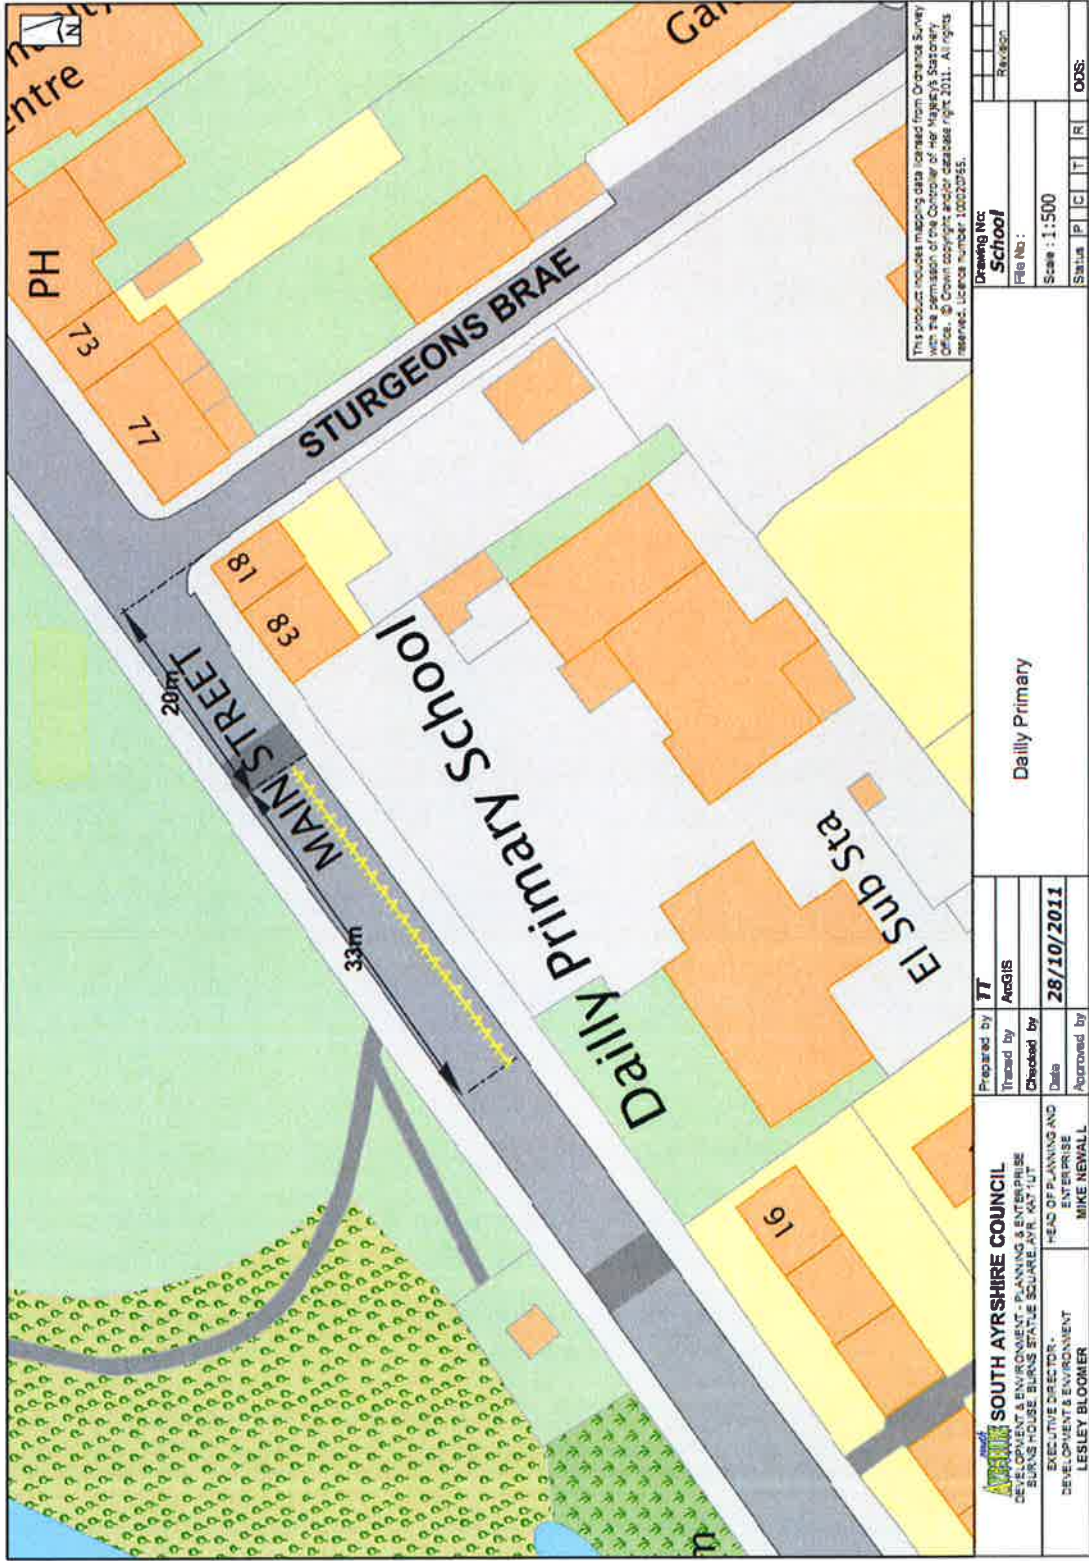 N
entre
PH
73
77
Gar
STURGEONS BRAE
81
83
20m
MAIN STREET
33m
Dailly Primary School
El Sub Sta
91
m
This product includes mapping data licensed from Ordnance Survey
with the permission of the Controller of Her Majesty's Stationery
Office. © Crown copyright and/or database right 2011. All rights
reserved. Licence number 100020765.
south
AYRSHIRE SOUTH AYRSHIRE COUNCIL
DEVELOPMENT & ENVIRONMENT - PLANNING & ENTERPRISE
BURNS HOUSE, BURNS STATUE SQUARE, AYR, KA7 1UT
EXECUTIVE DIRECTOR -
DEVELOPMENT & ENVIRONMENT
LESLEY BLOOMER
HEAD OF PLANNING AND
ENTERPRISE
MIKE NEWALL
Prepared by TT
Traced by ArcGIS
Checked by
Date 28/10/2011
Approved by
Dailly Primary
Drawing No:
School
File No:
Scale : 1:500
Status P C T R
Revision
ODS: